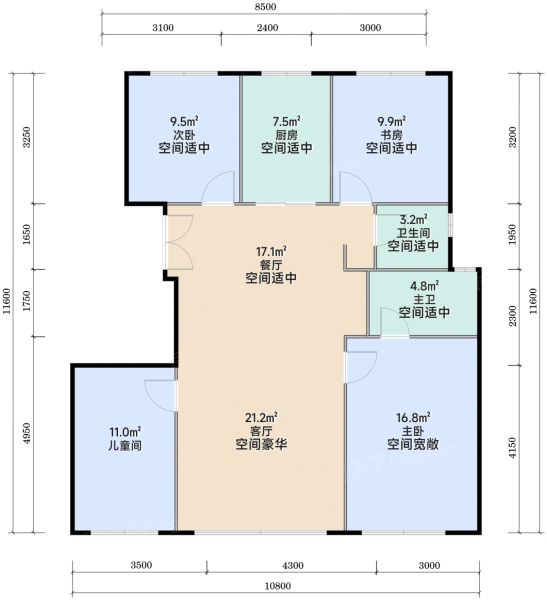 8500
3100 2400 3000
9.5㎡
次卧
空间适中
7.5㎡
厨房
空间适中
9.9㎡
书房
空间适中
3250
3200
3.2㎡
卫生间
空间适中
17.1㎡
餐厅
空间适中
1650
1950
4.8㎡
主卫
空间适中
11600
1750
2300
11600
11.0㎡
儿童间
21.2㎡
客厅
空间豪华
16.8㎡
主卧
空间宽敞
4950
4150
3500 4300 3000
10800